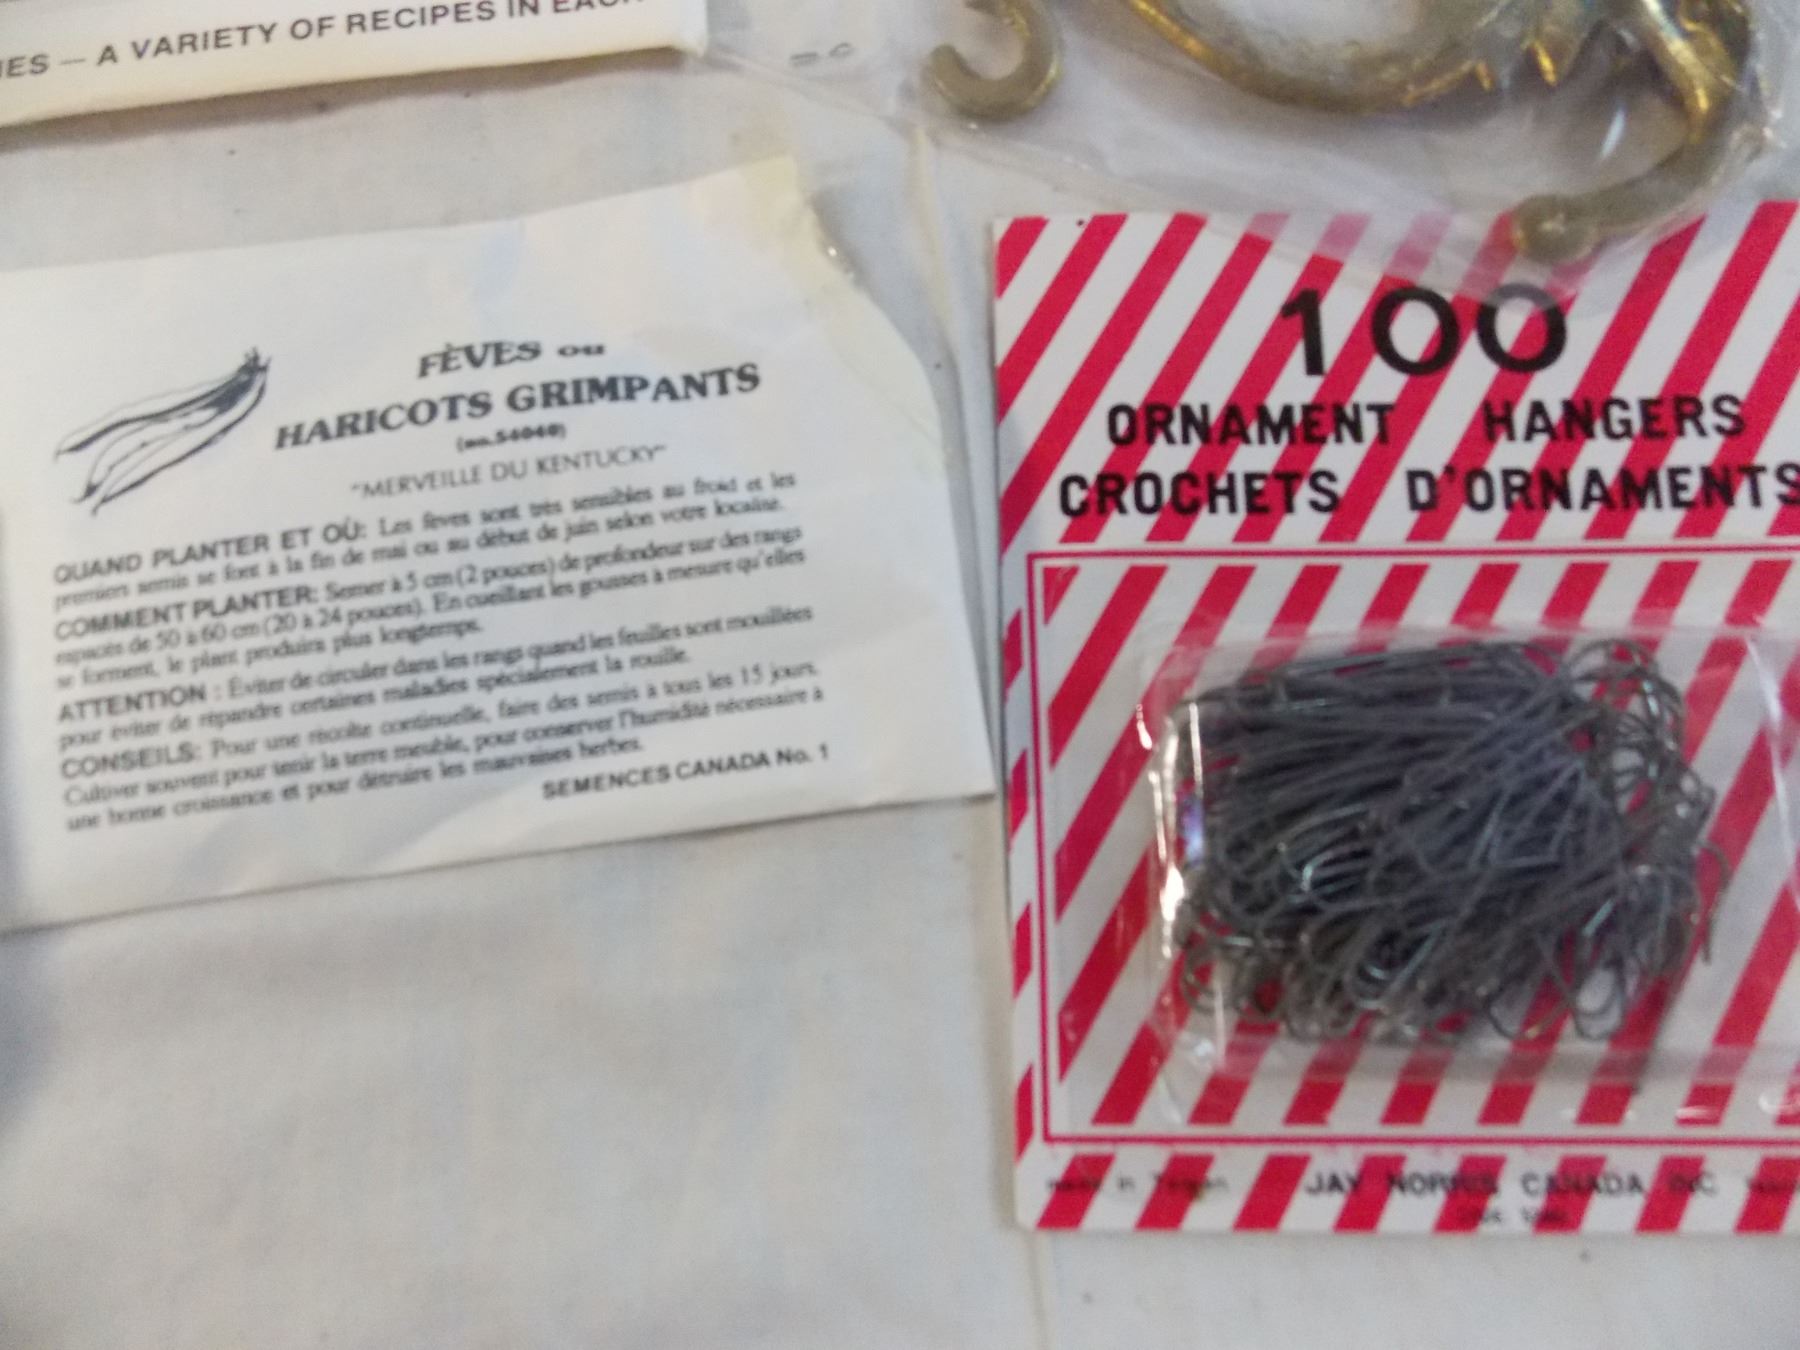 A VARIETY OF RECIPES IN EACH
FÈVES ou
HARICOTS GRIMPANTS
(no.54040)
"MERVEILLE DU KENTUCKY"
QUAND PLANTER ET OÙ: Les fèves sont très sensibles au froid et les
premiers semis se font à la fin de mai ou au début de juin selon votre localité.
COMMENT PLANTER: Semer à 5 cm (2 pouces) de profondeur sur des rangs
espacés de 50 à 60 cm (20 à 24 pouces). En cueillant les gousses à mesure qu'elles
se forment, le plant produira plus longtemps.
ATTENTION : Éviter de circuler dans les rangs quand les feuilles sont mouillées
pour éviter de répandre certaines maladies spécialement la rouille.
CONSEILS: Pour une récolte continuelle, faire des semis à tous les 15 jours.
Cultiver souvent pour tenir la terre meuble, pour conserver l'humidité nécessaire à
une bonne croissance et pour détruire les mauvaises herbes.
SEMENCES CANADA No. 1
100
ORNAMENT HANGERS
CROCHETS D'ORNAMENTS
made in Taiwan JAY NORRIS CANADA INC